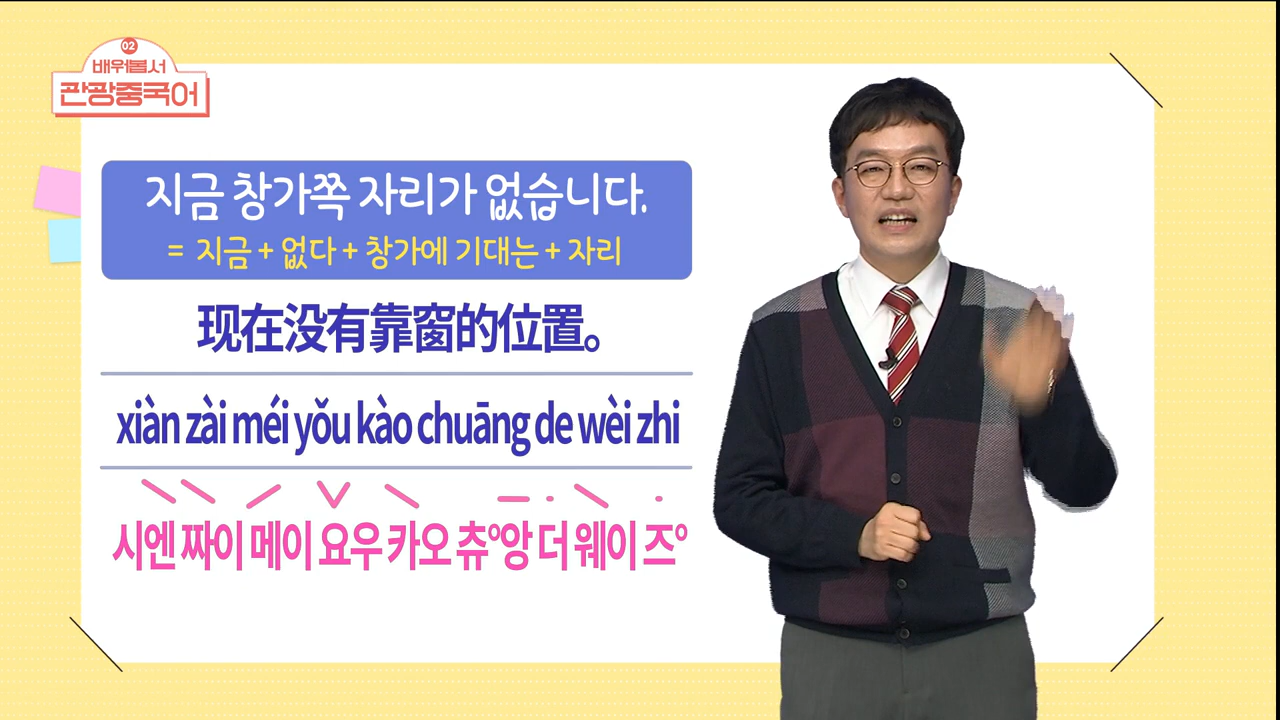 02
배워볼서
관광중국어
지금 창가쪽 자리가 없습니다.
= 지금 + 없다 + 창가에 기대는 + 자리
现在没有靠窗的位置。
xiàn zài méi yǒu kào chuāng de wèi zhi
시엔 짜이 메이 요우 카오 츄º앙 더 웨이 즈º